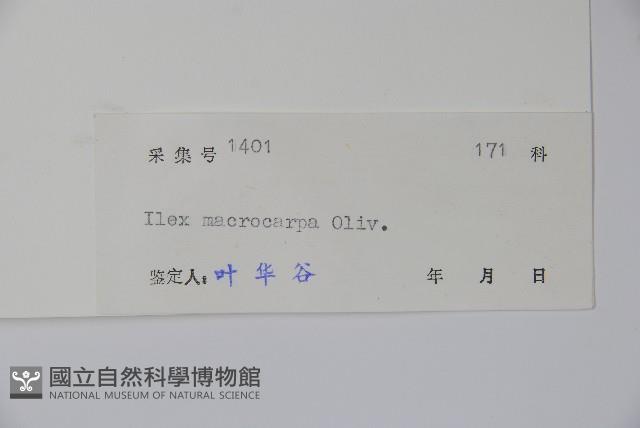 采集号 1401 171 科
Ilex macrocarpa Oliv.
鉴定人: 叶华谷 年 月 日
國立自然科學博物館
NATIONAL MUSEUM OF NATURAL SCIENCE